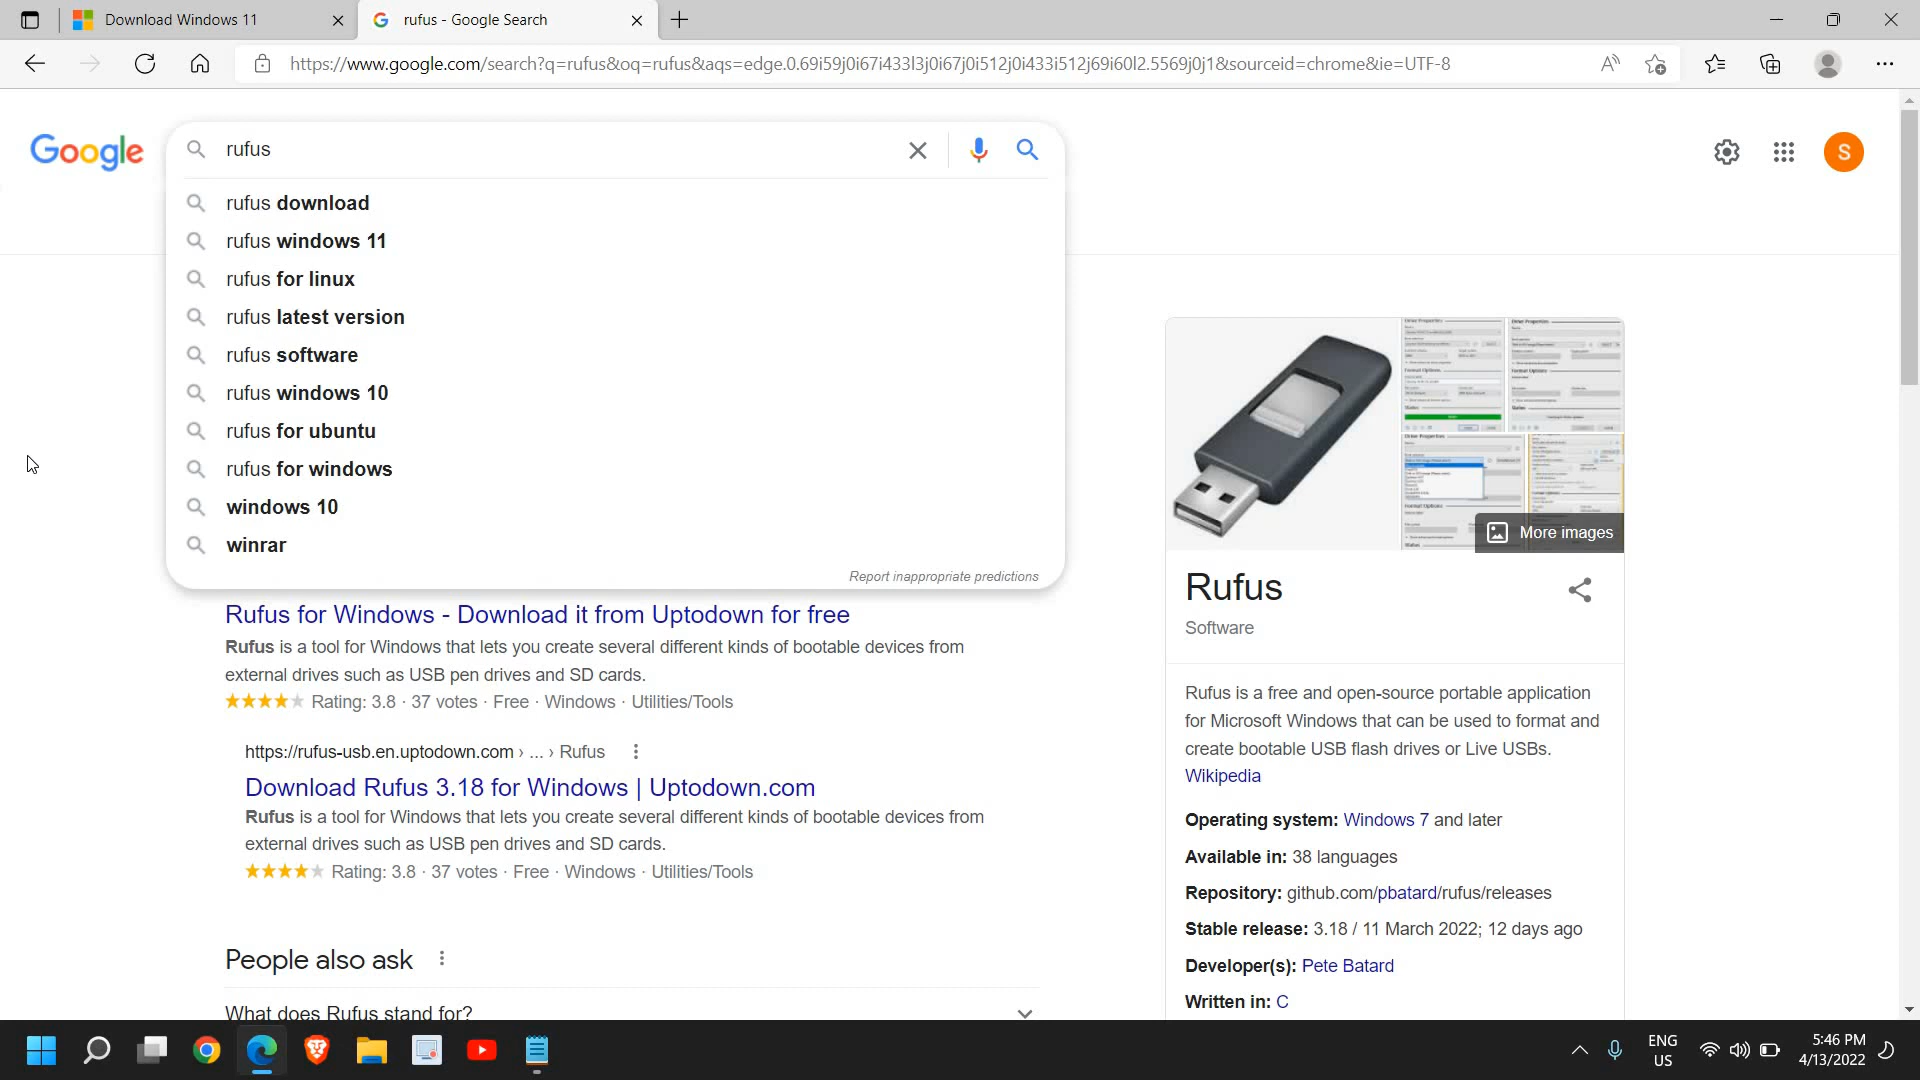 Download Windows 11
rufus - Google Search
https://www.google.com/search?q=rufus&oq=rufus&aqs=edge.0.69i59j0i67i433l3j0i67j0i512j0i433i512j69i60l2.5569j0j1&sourceid=chrome&ie=UTF-8
Google
rufus
S
rufus download
rufus windows 11
rufus for linux
rufus latest version
rufus software
rufus windows 10
rufus for ubuntu
rufus for windows
windows 10
winrar
Report inappropriate predictions
Rufus for Windows - Download it from Uptodown for free
Rufus is a tool for Windows that lets you create several different kinds of bootable devices from
external drives such as USB pen drives and SD cards.
Rating: 3.8 · 37 votes · Free · Windows · Utilities/Tools
https://rufus-usb.en.uptodown.com › ... › Rufus
Download Rufus 3.18 for Windows | Uptodown.com
Rufus is a tool for Windows that lets you create several different kinds of bootable devices from
external drives such as USB pen drives and SD cards.
Rating: 3.8 · 37 votes · Free · Windows · Utilities/Tools
People also ask
What does Rufus stand for?
More images
Rufus
Software
Rufus is a free and open-source portable application
for Microsoft Windows that can be used to format and
create bootable USB flash drives or Live USBs.
Wikipedia
Operating system: Windows 7 and later
Available in: 38 languages
Repository: github.com/pbatard/rufus/releases
Stable release: 3.18 / 11 March 2022; 12 days ago
Developer(s): Pete Batard
Written in: C
ENG
US
5:46 PM
4/13/2022